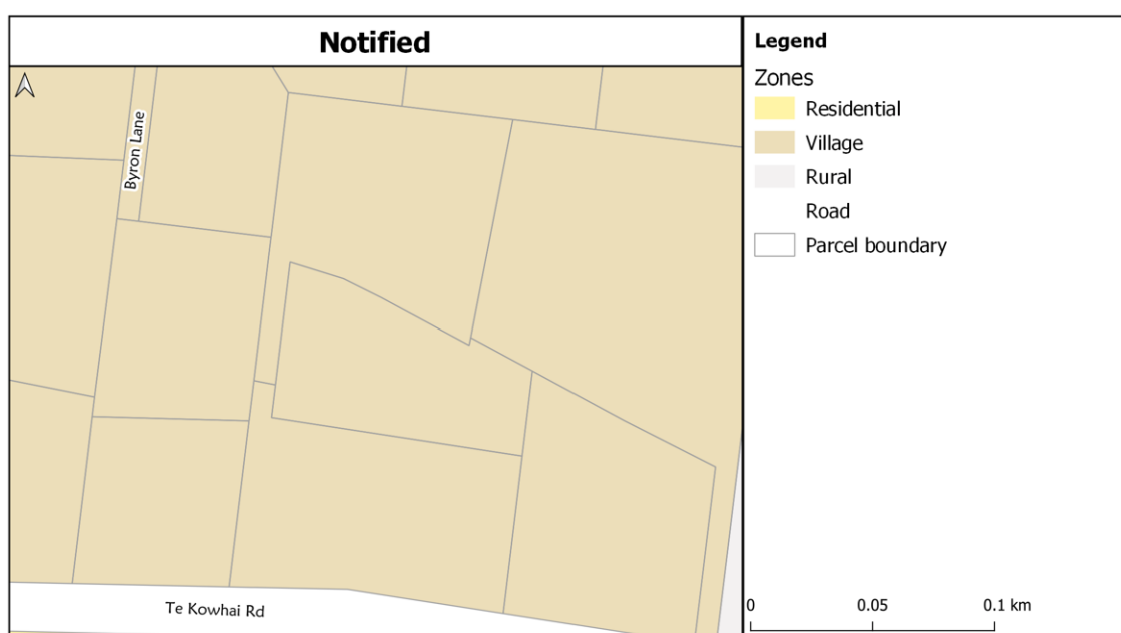 Notified
Byron Lane
Te Kowhai Rd
Legend
Zones
Residential
Village
Rural
Road
Parcel boundary
0 0.05 0.1 km